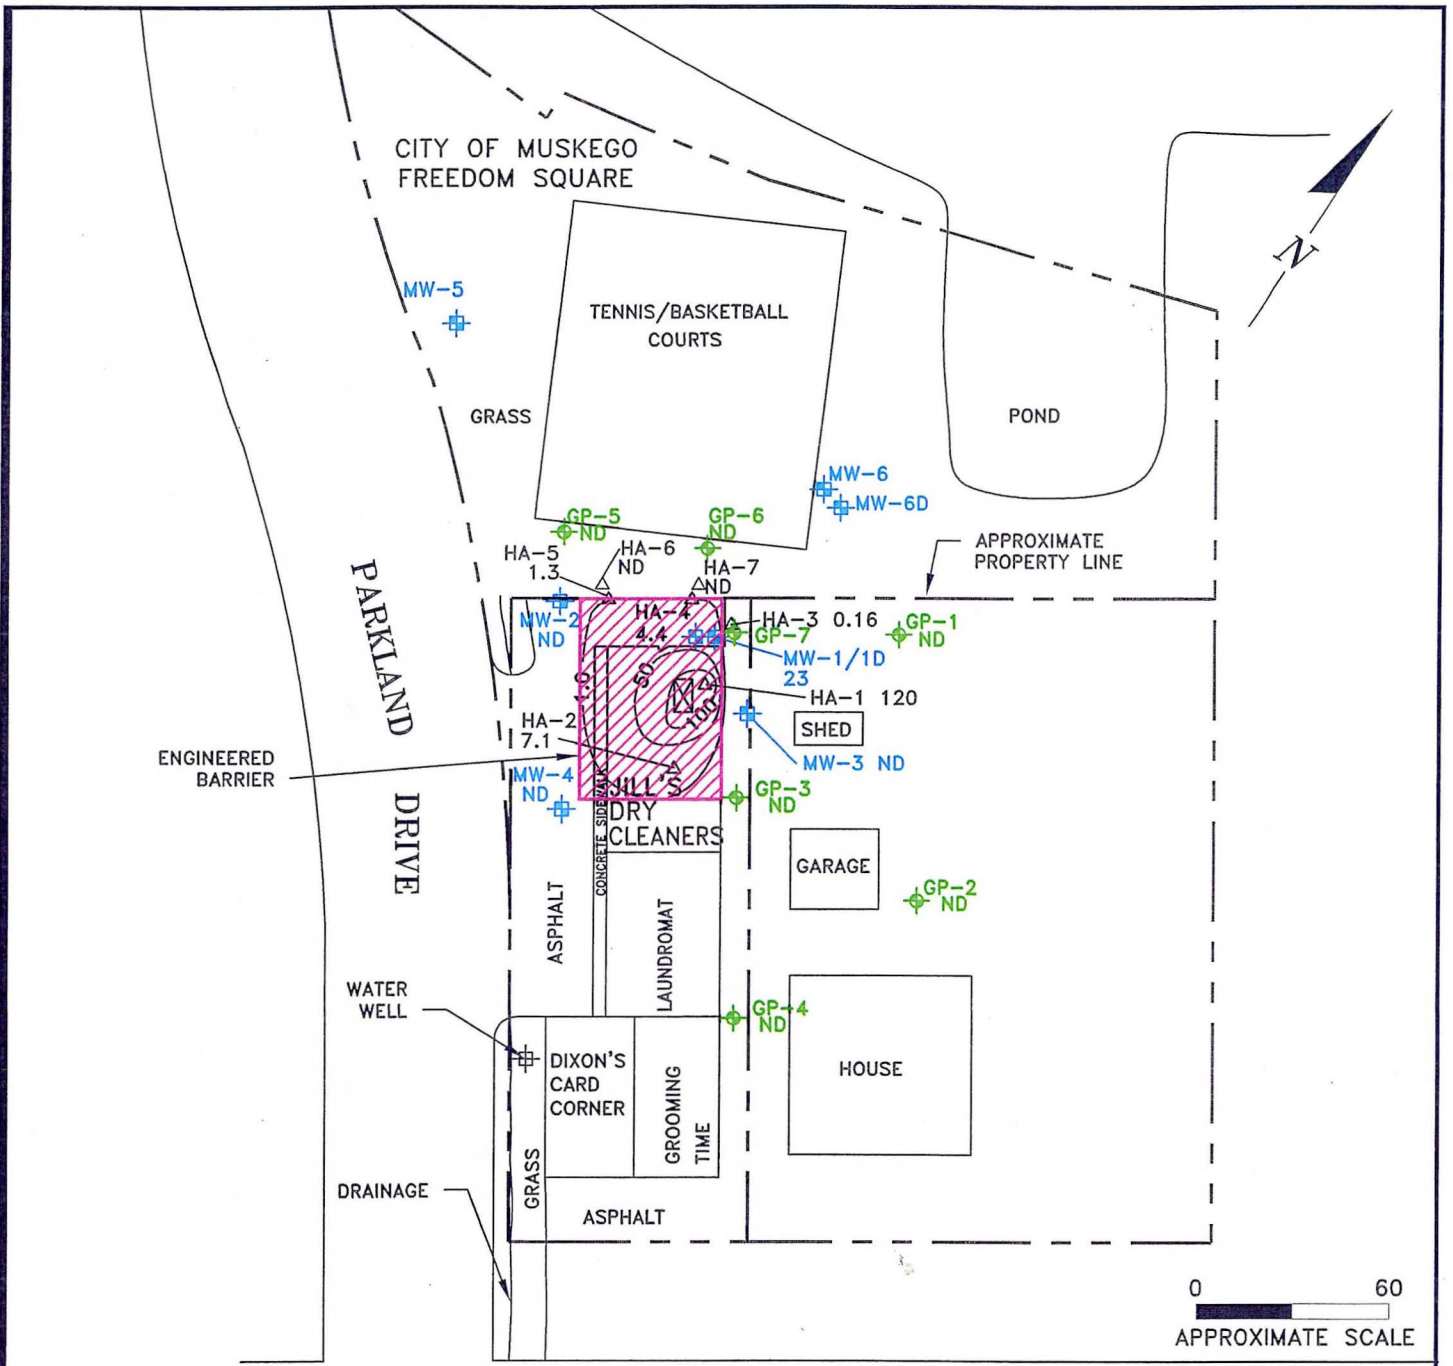 CITY OF MUSKEGO
FREEDOM SQUARE
N
MW-5
TENNIS/BASKETBALL
COURTS
GRASS
POND
MW-6
MW-6D
GP-5
ND
GP-6
ND
HA-5
1.3
HA-6
ND
HA-7
ND
APPROXIMATE
PROPERTY LINE
PARKLAND DRIVE
MW-2
ND
HA-4
4.4
HA-3 0.16
GP-7
GP-1
ND
MW-1/1D
23
1.0
50
100
HA-1 120
SHED
HA-2
7.1
MW-3 ND
ENGINEERED
BARRIER
MW-4
ND
JILL'S
DRY
CLEANERS
GP-3
ND
CONCRETE SIDEWALK
GARAGE
GP-2
ND
ASPHALT
LAUNDROMAT
WATER
WELL
GP-4
ND
DIXON'S
CARD
CORNER
GROOMING
TIME
HOUSE
GRASS
DRAINAGE
ASPHALT
0 60
APPROXIMATE SCALE